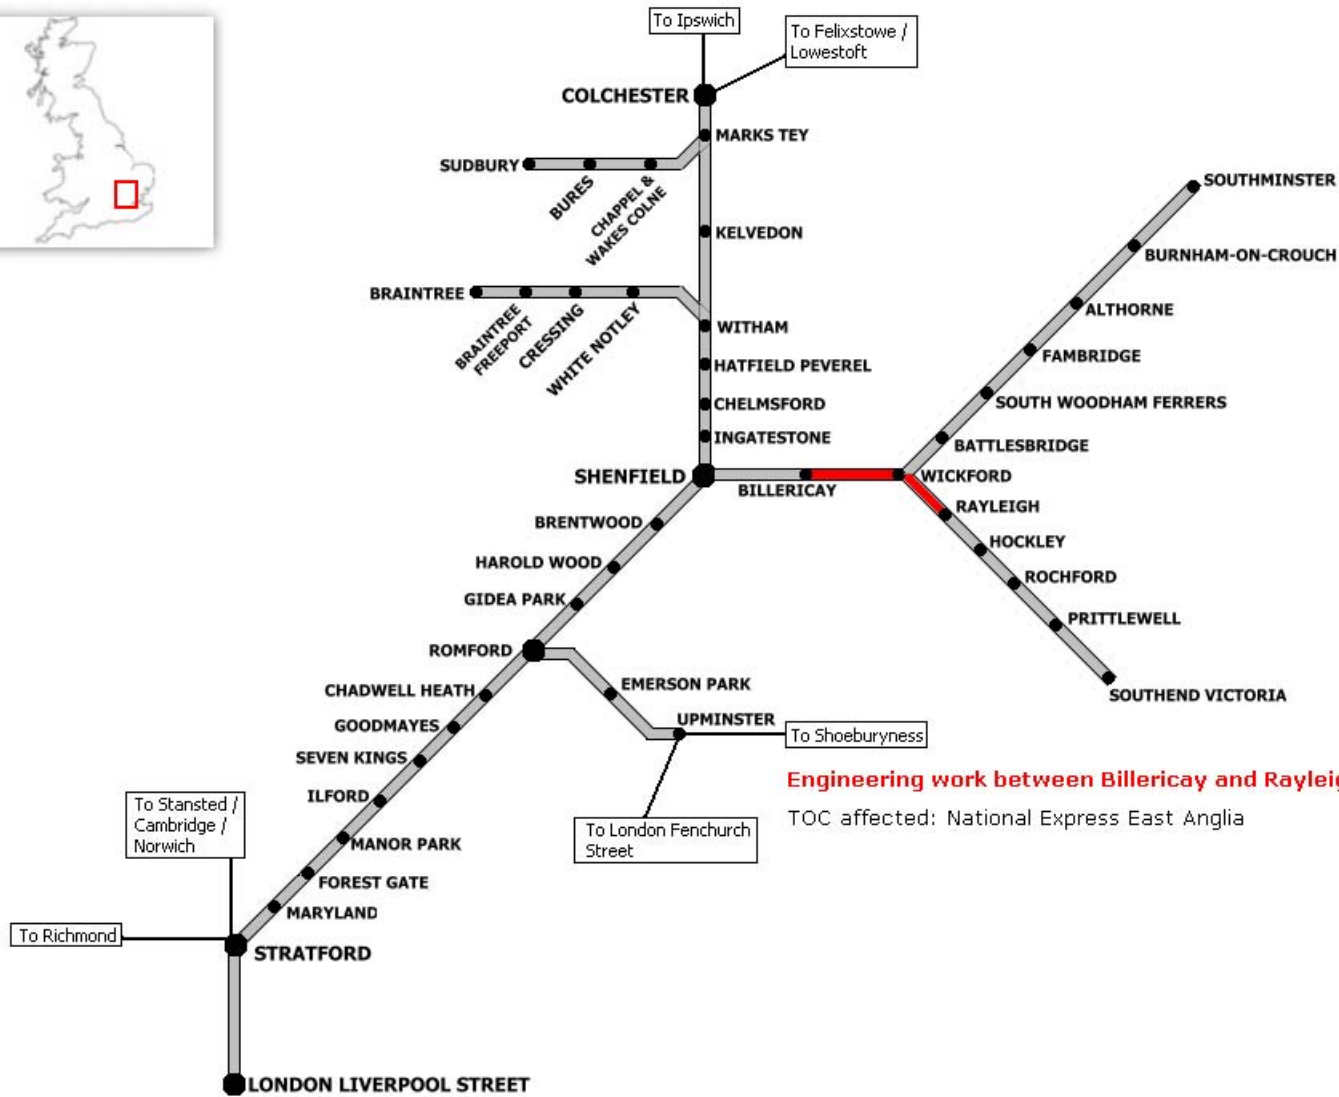 To Ipswich
To Felixstowe /
Lowestoft
COLCHESTER
MARKS TEY
SUDBURY
BURES
CHAPPEL &
WAKES COLNE
SOUTHMINSTER
KELVEDON
BURNHAM-ON-CROUCH
BRAINTREE
BRAINTREE
FREEPORT
CRESSING
WHITE NOTLEY
ALTHORNE
WITHAM
FAMBRIDGE
HATFIELD PEVEREL
CHELMSFORD
SOUTH WOODHAM FERRERS
INGATESTONE
BATTLESBRIDGE
SHENFIELD
BILLERICAY
WICKFORD
RAYLEIGH
BRENTWOOD
HOCKLEY
HAROLD WOOD
ROCHFORD
GIDEA PARK
PRITTLEWELL
ROMFORD
EMERSON PARK
CHADWELL HEATH
SOUTHEND VICTORIA
UPMINSTER
GOODMAYES
To Shoeburyness
SEVEN KINGS
Engineering work between Billericay and Rayleig
ILFORD
TOC affected: National Express East Anglia
To Stansted /
Cambridge /
Norwich
To London Fenchurch
Street
MANOR PARK
FOREST GATE
MARYLAND
To Richmond
STRATFORD
LONDON LIVERPOOL STREET